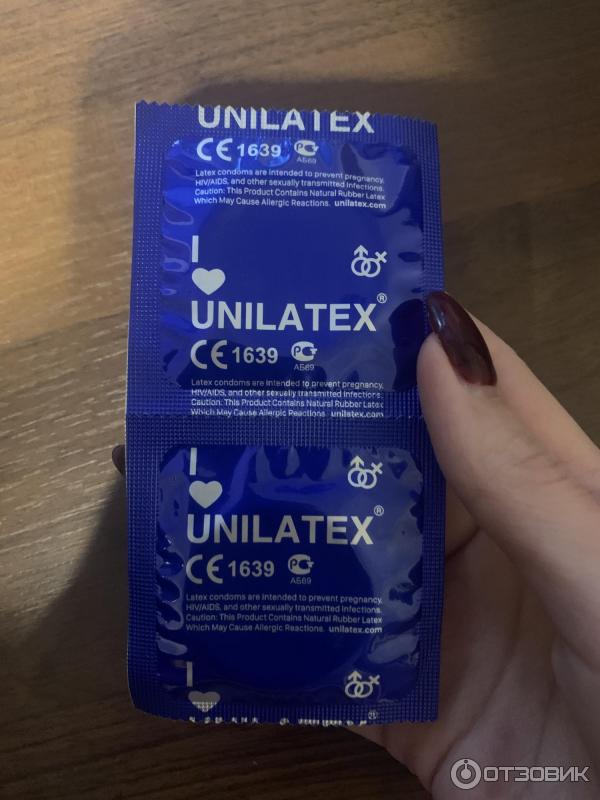 UNILATEX
CE 1639 АБ69
Latex condoms are intended to prevent pregnancy,
HIV/AIDS, and other sexually transmitted infections.
Caution: This Product Contains Natural Rubber Latex
Which May Cause Allergic Reactions. unilatex.com
I
UNILATEX®
CE 1639 АБ69
Latex condoms are intended to prevent pregnancy,
HIV/AIDS, and other sexually transmitted infections.
Caution: This Product Contains Natural Rubber Latex
Which May Cause Allergic Reactions. unilatex.com
I
UNILATEX®
CE 1639 АБ69
Latex condoms are intended to prevent pregnancy,
HIV/AIDS, and other sexually transmitted infections.
Caution: This Product Contains Natural Rubber Latex
Which May Cause Allergic Reactions. unilatex.com
I
ОТЗОВИК